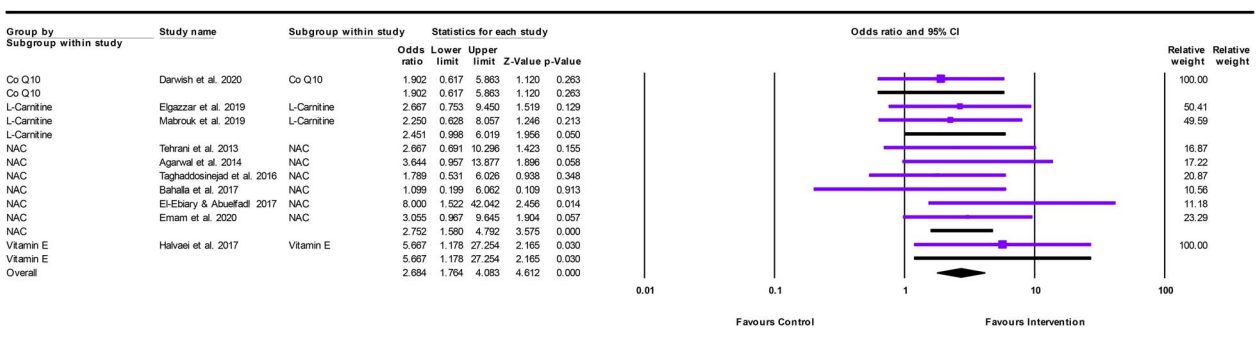 Group by Study name Subgroup within study Statistics for each study Odds ratio and 95% CI
Subgroup within study
Odds Lower Upper Relative Relative
ratio limit limit Z-Value p-Value weight weight
Co Q10 Darwish et al. 2020 Co Q10 1.902 0.617 5.863 1.120 0.263 100.00
Co Q10 1.902 0.617 5.863 1.120 0.263
L-Carnitine Elgazzar et al. 2019 L-Carnitine 2.667 0.753 9.450 1.519 0.129 50.41
L-Carnitine Mabrouk et al. 2019 L-Carnitine 2.250 0.628 8.057 1.246 0.213 49.59
L-Carnitine 2.451 0.998 6.019 1.956 0.050
NAC Tehrani et al. 2013 NAC 2.667 0.691 10.296 1.423 0.155 16.87
NAC Agarwal et al. 2014 NAC 3.644 0.957 13.877 1.896 0.058 17.22
NAC Taghaddosinejad et al. 2016 NAC 1.789 0.531 6.026 0.938 0.348 20.87
NAC Bahalla et al. 2017 NAC 1.099 0.199 6.062 0.109 0.913 10.56
NAC El-Ebiary & Abuelfadl 2017 NAC 8.000 1.522 42.042 2.456 0.014 11.18
NAC Emam et al. 2020 NAC 3.055 0.967 9.645 1.904 0.057 23.29
NAC 2.752 1.580 4.792 3.575 0.000
Vitamin E Halvaei et al. 2017 Vitamin E 5.667 1.178 27.254 2.165 0.030 100.00
Vitamin E 5.667 1.178 27.254 2.165 0.030
Overall 2.684 1.764 4.083 4.612 0.000
0.01 0.1 1 10 100
Favours Control Favours Intervention